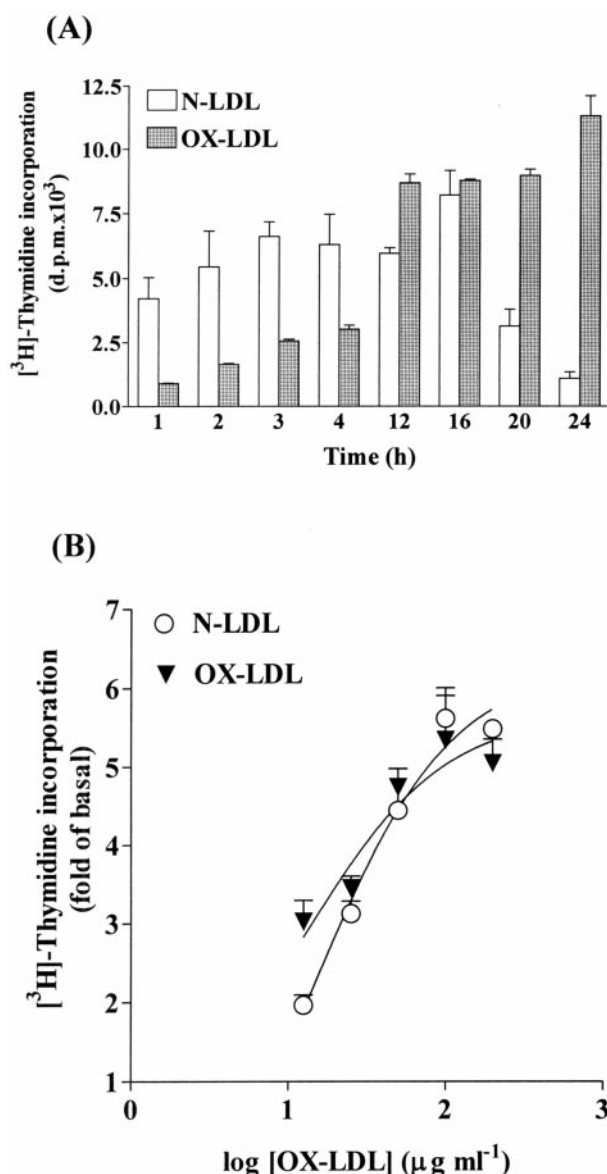 (A)
[³H]-Thymidine incorporation
(d.p.m.x10³)
12.5
10.0
7.5
5.0
2.5
0.0
N-LDL
OX-LDL
1 2 3 4 12 16 20 24
Time (h)
(B)
[³H]-Thymidine incorporation
(fold of basal)
7
6
5
4
3
2
1
N-LDL
OX-LDL
0 1 2 3
log [OX-LDL] (μg ml⁻¹)